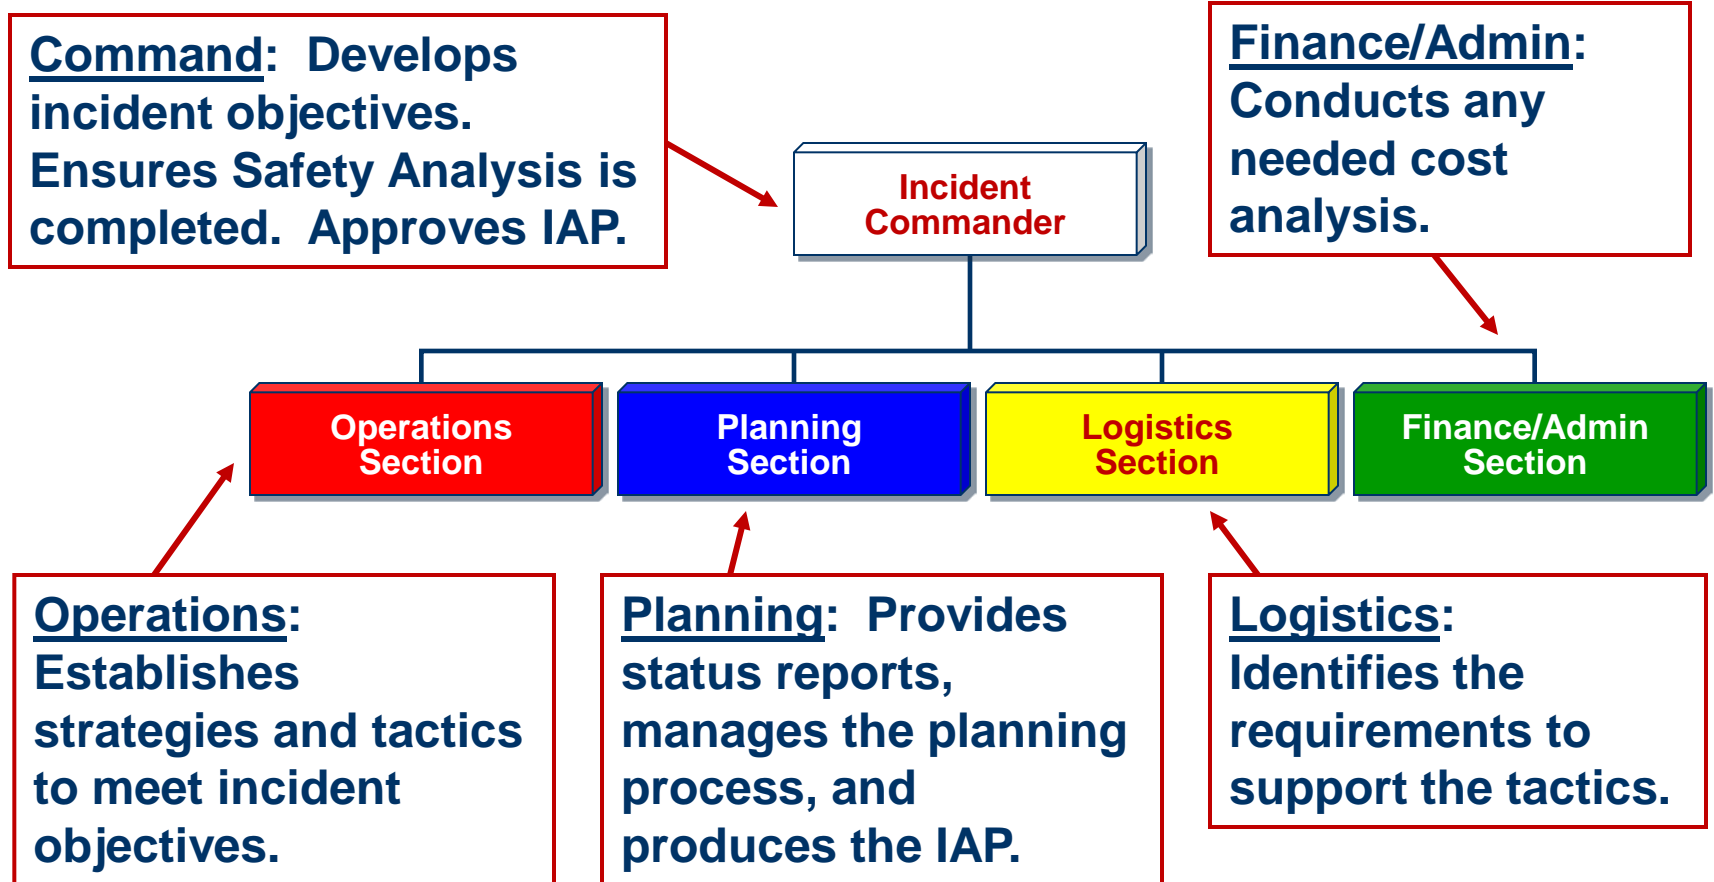 Command:  Develops
incident objectives.
Ensures Safety Analysis is
completed.  Approves IAP.
Finance/Admin:
Conducts any
needed cost
analysis.
Incident
Commander
Operations
Section
Planning
Section
Logistics
Section
Finance/Admin
Section
Operations:
Establishes
strategies and tactics
to meet incident
objectives.
Planning:  Provides
status reports,
manages the planning
process, and
produces the IAP.
Logistics:
Identifies the
requirements to
support the tactics.